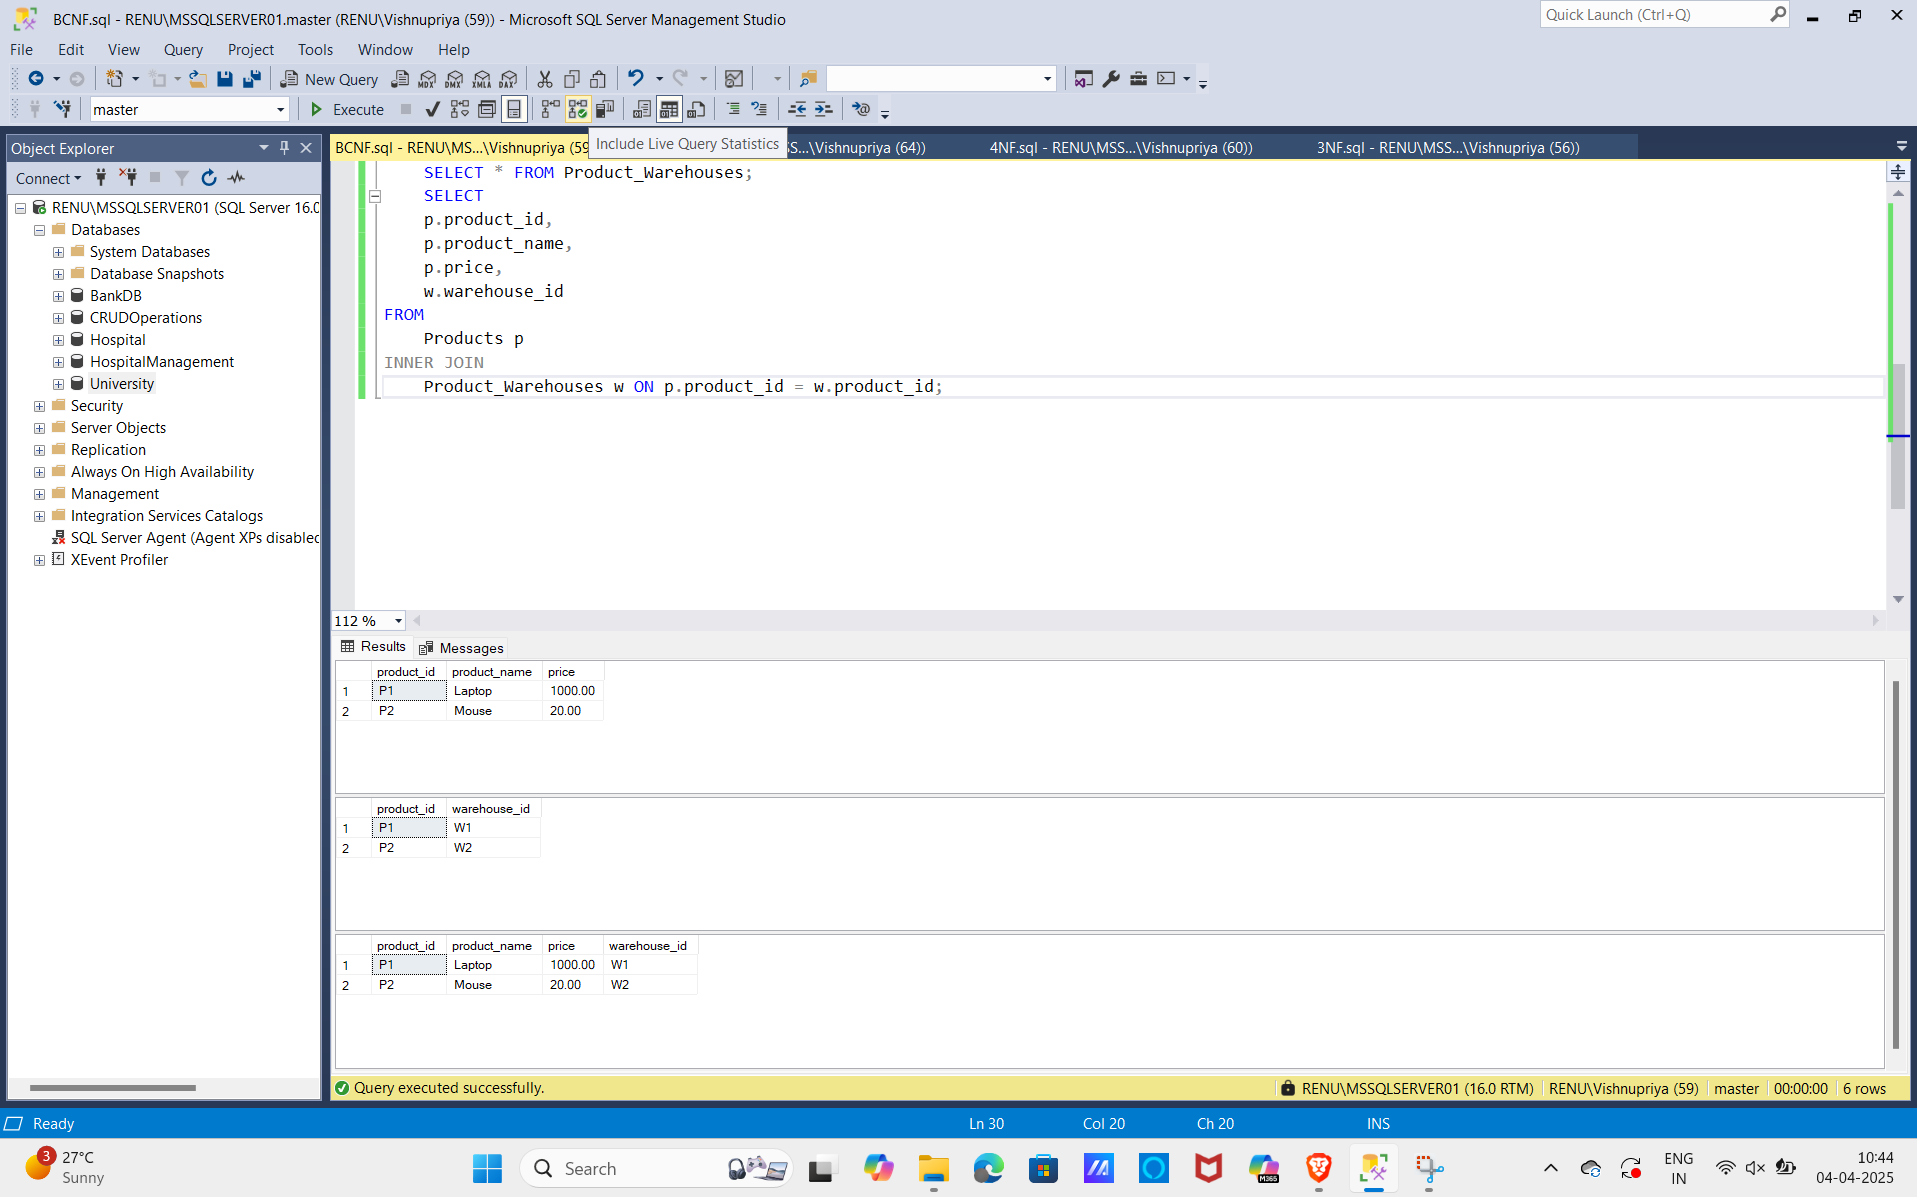 BCNF.sql - RENU\MSSQLSERVER01.master (RENU\Vishnupriya (59)) - Microsoft SQL Server Management Studio
Quick Launch (Ctrl+Q)
File Edit View Query Project Tools Window Help
New Query MDX DMX XMLA DAX
master Execute
Object Explorer
BCNF.sql - RENU\MS...\Vishnupriya (59
Include Live Query Statistics
S...\Vishnupriya (64))
4NF.sql - RENU\MSS...\Vishnupriya (60))
3NF.sql - RENU\MSS...\Vishnupriya (56))
Connect
RENU\MSSQLSERVER01 (SQL Server 16.0
Databases
System Databases
Database Snapshots
BankDB
CRUDOperations
Hospital
HospitalManagement
University
Security
Server Objects
Replication
Always On High Availability
Management
Integration Services Catalogs
SQL Server Agent (Agent XPs disabled
XEvent Profiler
SELECT * FROM Product_Warehouses;
SELECT
p.product_id,
p.product_name,
p.price,
w.warehouse_id
FROM
Products p
INNER JOIN
Product_Warehouses w ON p.product_id = w.product_id;
112 %
Results Messages
product_id product_name price
1 P1 Laptop 1000.00
2 P2 Mouse 20.00
product_id warehouse_id
1 P1 W1
2 P2 W2
product_id product_name price warehouse_id
1 P1 Laptop 1000.00 W1
2 P2 Mouse 20.00 W2
Query executed successfully.
RENU\MSSQLSERVER01 (16.0 RTM) RENU\Vishnupriya (59) master 00:00:00 6 rows
Ready Ln 30 Col 20 Ch 20 INS
3
27°C
Sunny
Search
M365
ENG
IN
10:44
04-04-2025